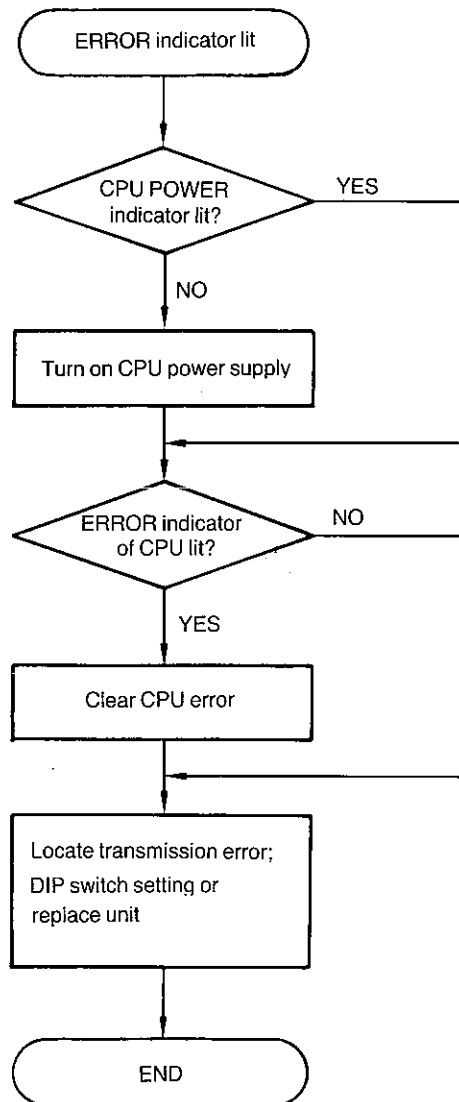 ERROR indicator lit
CPU POWER
indicator lit?
YES
NO
Turn on CPU power supply
ERROR indicator
of CPU lit?
NO
YES
Clear CPU error
Locate transmission error;
DIP switch setting or
replace unit
END